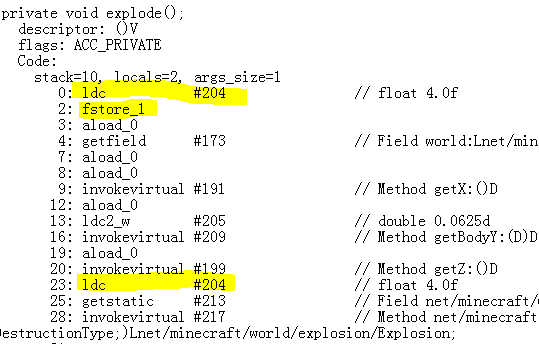 private void explode();
descriptor: ()V
flags: ACC_PRIVATE
Code:
stack=10, locals=2, args_size=1
0: ldc #204 // float 4.0f
2: fstore_1
3: aload_0
4: getfield #173 // Field world:Lnet/min
7: aload_0
8: aload_0
9: invokevirtual #191 // Method getX:()D
12: aload_0
13: ldc2_w #205 // double 0.0625d
16: invokevirtual #209 // Method getBodyY:(D)D
19: aload_0
20: invokevirtual #199 // Method getZ:()D
23: ldc #204 // float 4.0f
25: getstatic #213 // Field net/minecraft/
28: invokevirtual #217 // Method net/minecraft
DestructionType;)Lnet/minecraft/world/explosion/Explosion;